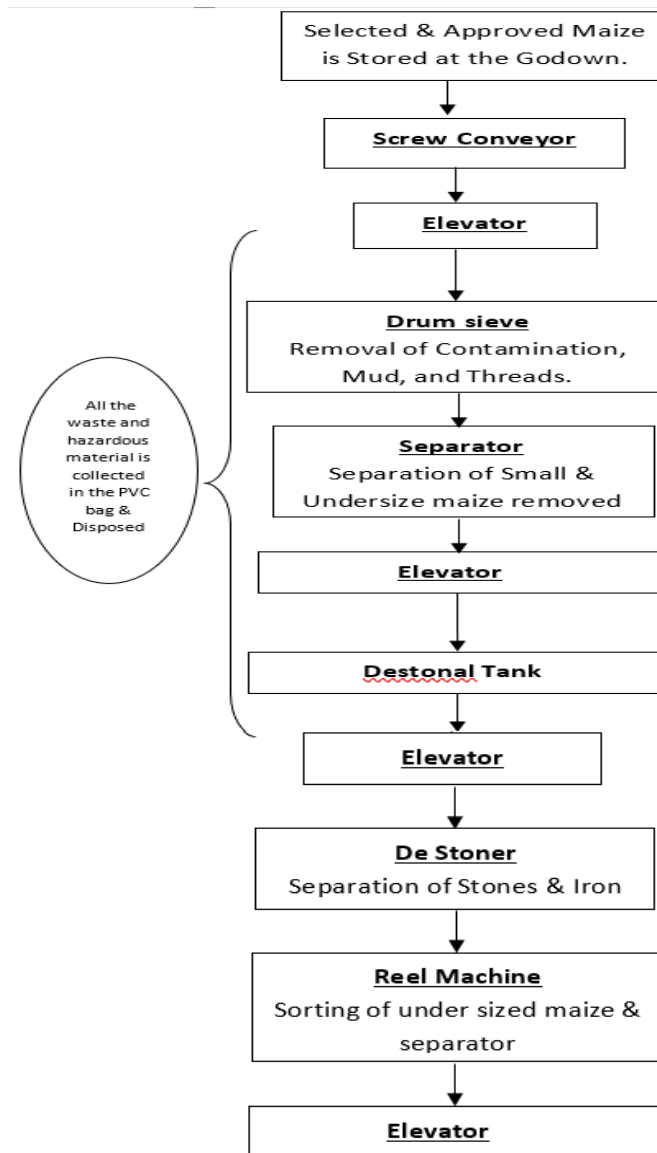 Selected & Approved Maize
is Stored at the Godown.
Screw Conveyor
Elevator
Drum sieve
Removal of Contamination,
Mud, and Threads.
All the
waste and
hazardous
material is
collected
in the PVC
bag &
Disposed
Separator
Separation of Small &
Undersize maize removed
Elevator
Destonal Tank
Elevator
De Stoner
Separation of Stones & Iron
Reel Machine
Sorting of under sized maize &
separator
Elevator